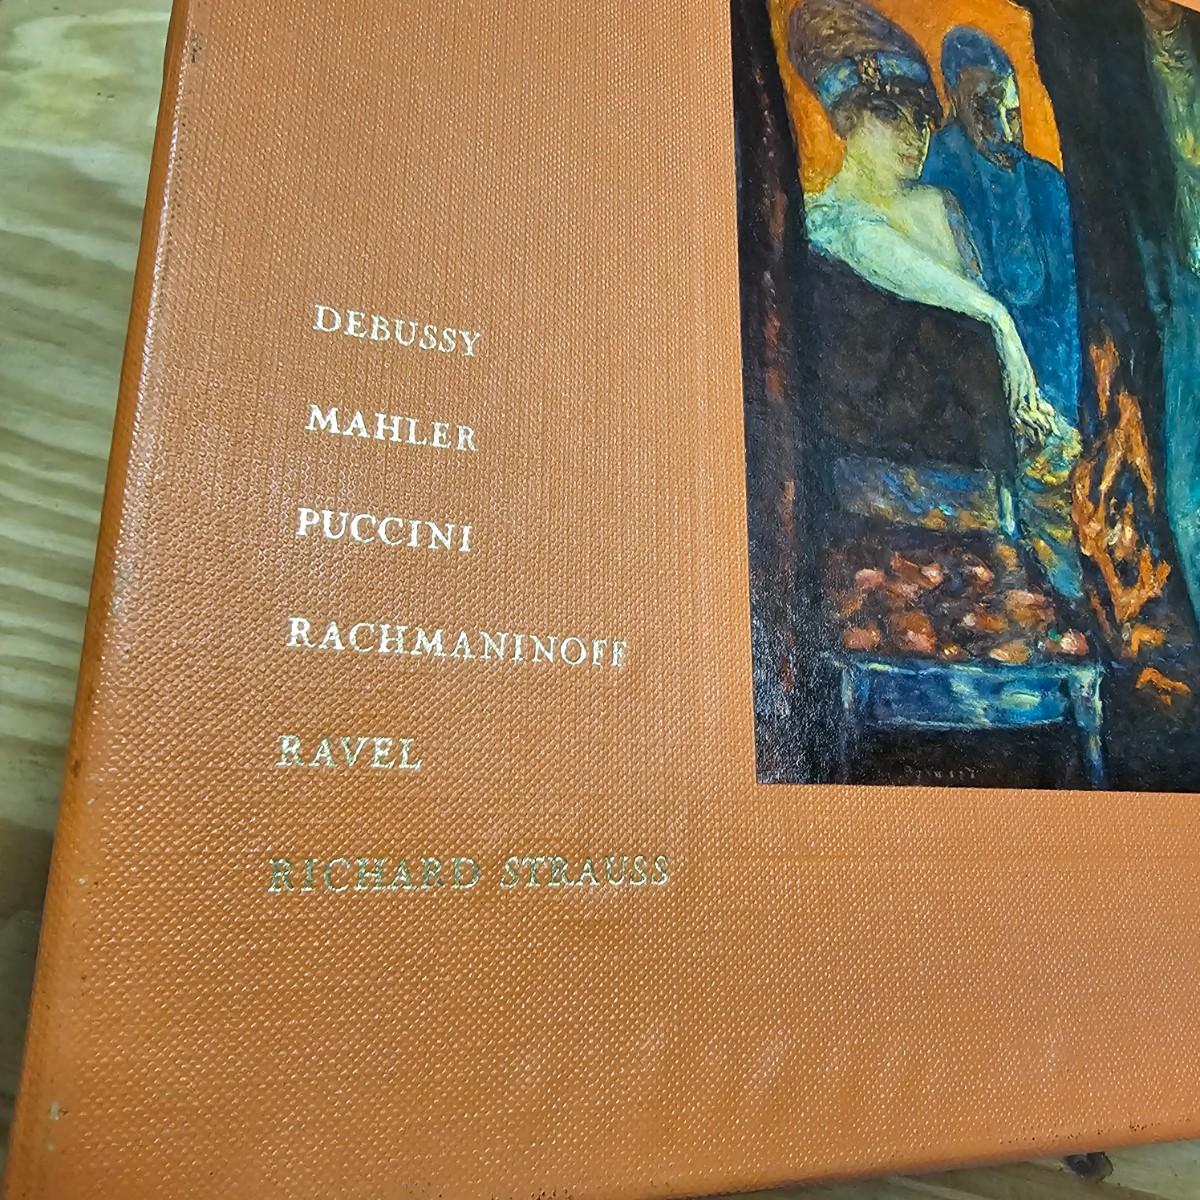 DEBUSSY
MAHLER
PUCCINI
RACHMANINOFF
RAVEL
RICHARD STRAUSS